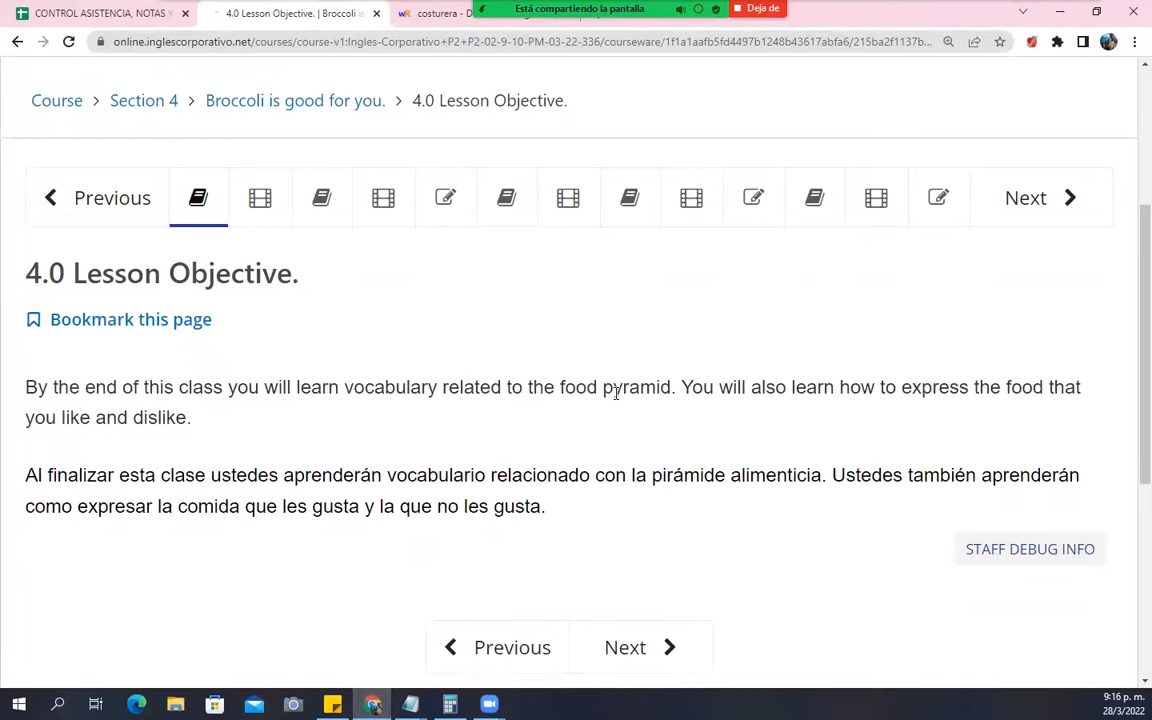 CONTROL ASISTENCIA, NOTAS Y
4.0 Lesson Objective. | Broccoli is
costurera - D
Está compartiendo la pantalla
Deja de
online.inglescorporativo.net/courses/course-v1:Ingles-Corporativo+P2+P2-02-9-10-PM-03-22-336/courseware/1f1a1aafb5fd4497b1248b43617abfa6/215ba2f1137b...
Course > Section 4 > Broccoli is good for you. > 4.0 Lesson Objective.
Previous
Next
4.0 Lesson Objective.
Bookmark this page
By the end of this class you will learn vocabulary related to the food pyramid. You will also learn how to express the food that
you like and dislike.
Al finalizar esta clase ustedes aprenderán vocabulario relacionado con la pirámide alimenticia. Ustedes también aprenderán
como expresar la comida que les gusta y la que no les gusta.
STAFF DEBUG INFO
Previous
Next
9:16 p. m.
28/3/2022